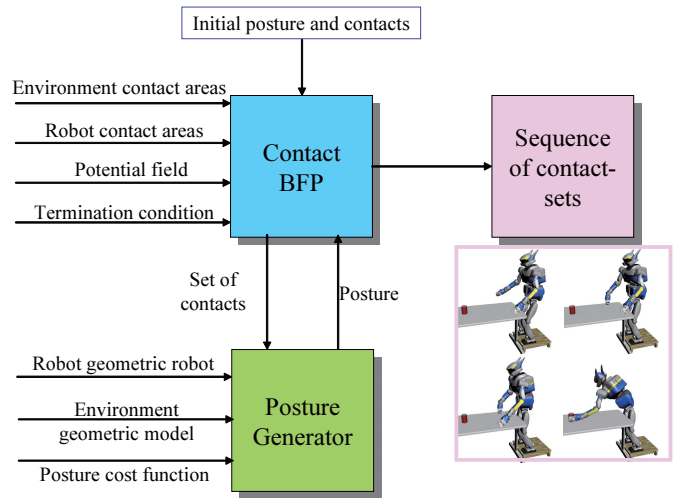 Initial posture and contacts
Environment contact areas
Robot contact areas
Potential field
Termination condition
Contact
BFP
Sequence
of contact-
sets
Set of
contacts
Posture
Robot geometric robot
Environment
geometric model
Posture cost function
Posture
Generator